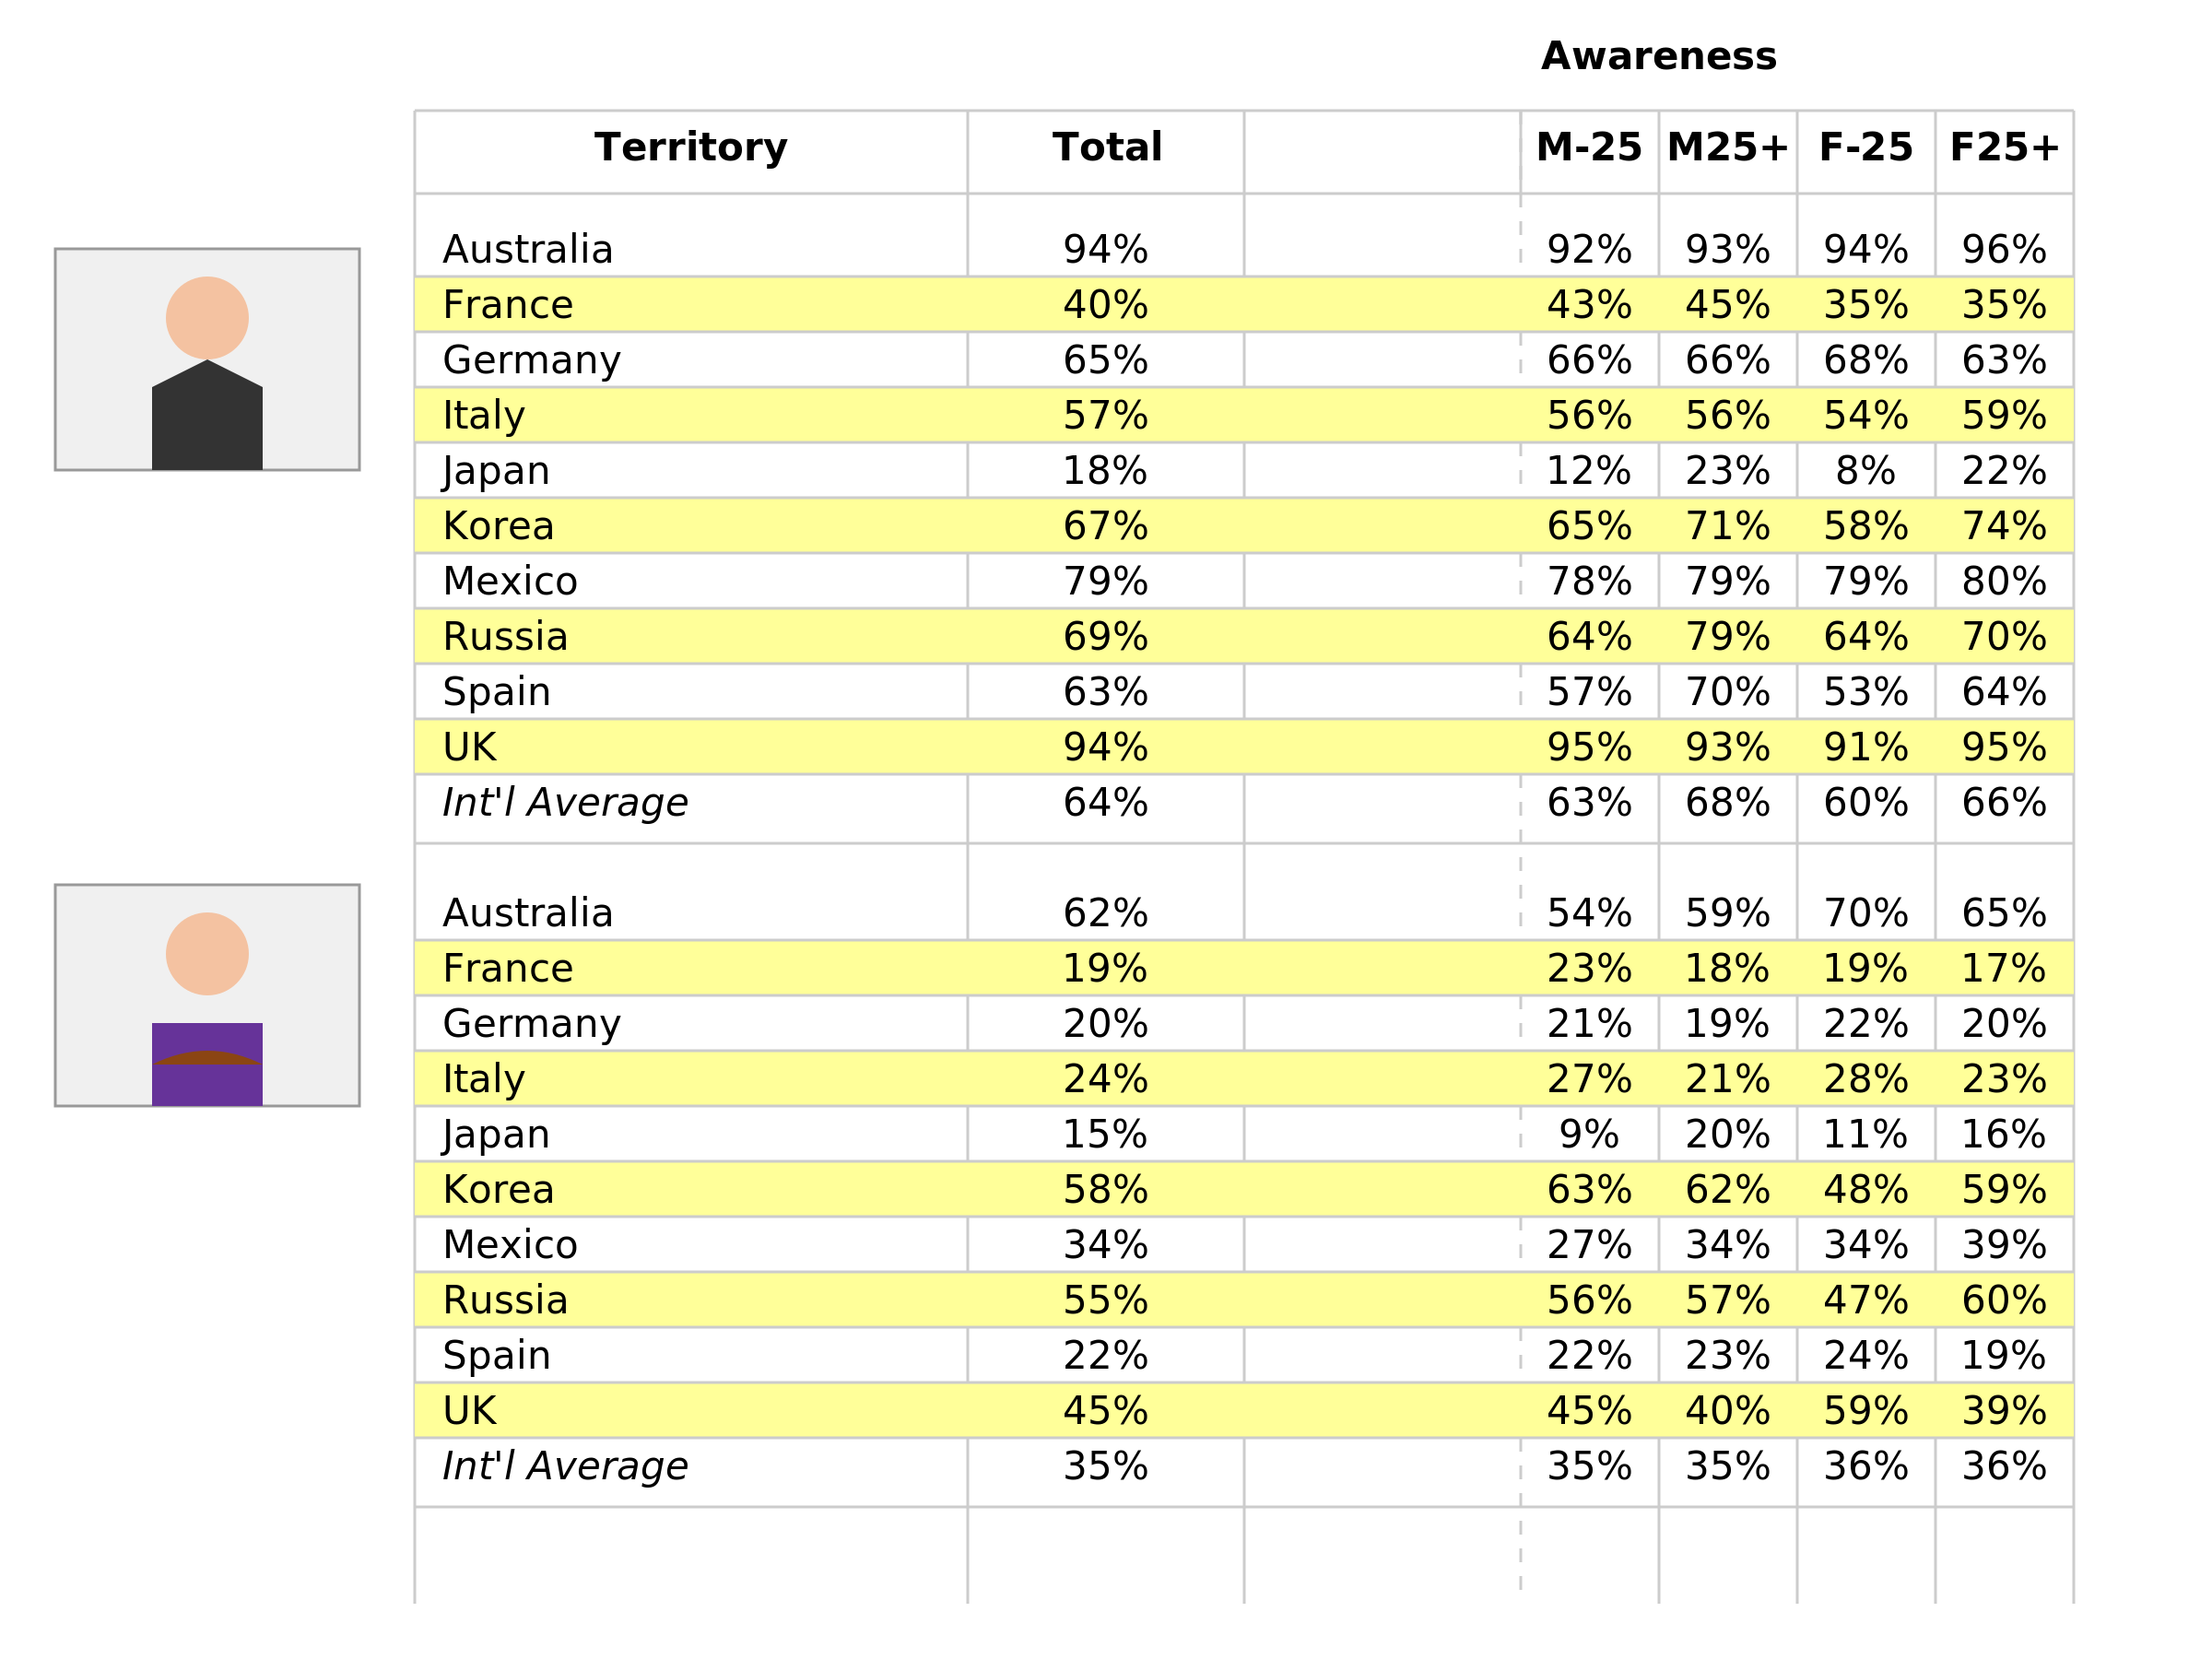 Awareness
Territory Total M-25 M25+ F-25 F25+
Australia 94% 92% 93% 94% 96%
France 40% 43% 45% 35% 35%
Germany 65% 66% 66% 68% 63%
Italy 57% 56% 56% 54% 59%
Japan 18% 12% 23% 8% 22%
Korea 67% 65% 71% 58% 74%
Mexico 79% 78% 79% 79% 80%
Russia 69% 64% 79% 64% 70%
Spain 63% 57% 70% 53% 64%
UK 94% 95% 93% 91% 95%
Int'l Average 64% 63% 68% 60% 66%
Australia 62% 54% 59% 70% 65%
France 19% 23% 18% 19% 17%
Germany 20% 21% 19% 22% 20%
Italy 24% 27% 21% 28% 23%
Japan 15% 9% 20% 11% 16%
Korea 58% 63% 62% 48% 59%
Mexico 34% 27% 34% 34% 39%
Russia 55% 56% 57% 47% 60%
Spain 22% 22% 23% 24% 19%
UK 45% 45% 40% 59% 39%
Int'l Average 35% 35% 35% 36% 36%